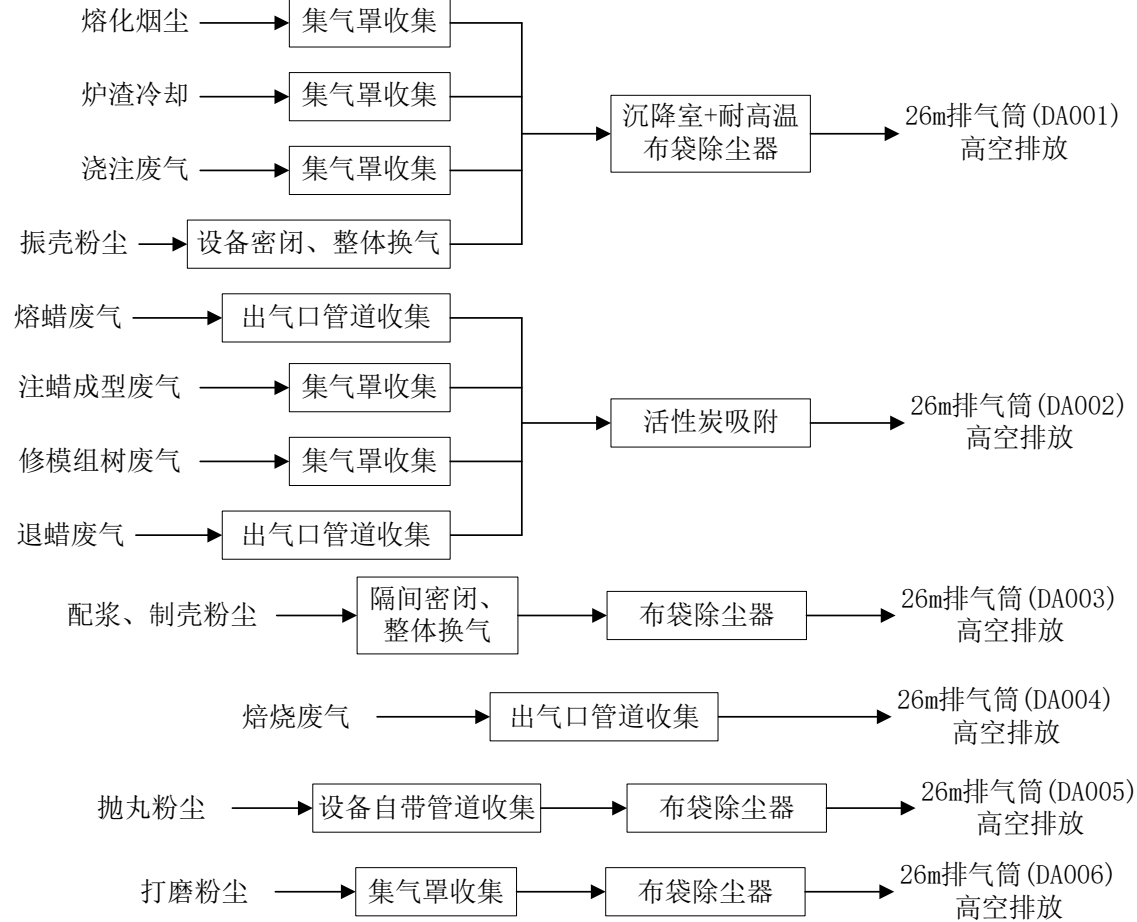 熔化烟尘
集气罩收集
炉渣冷却
集气罩收集
浇注废气
集气罩收集
振壳粉尘
设备密闭、整体换气
沉降室+耐高温
布袋除尘器
26m排气筒(DA001)
高空排放
熔蜡废气
出气口管道收集
注蜡成型废气
集气罩收集
修模组树废气
集气罩收集
退蜡废气
出气口管道收集
活性炭吸附
26m排气筒(DA002)
高空排放
配浆、制壳粉尘
隔间密闭、
整体换气
布袋除尘器
26m排气筒(DA003)
高空排放
焙烧废气
出气口管道收集
26m排气筒(DA004)
高空排放
抛丸粉尘
设备自带管道收集
布袋除尘器
26m排气筒(DA005)
高空排放
打磨粉尘
集气罩收集
布袋除尘器
26m排气筒(DA006)
高空排放